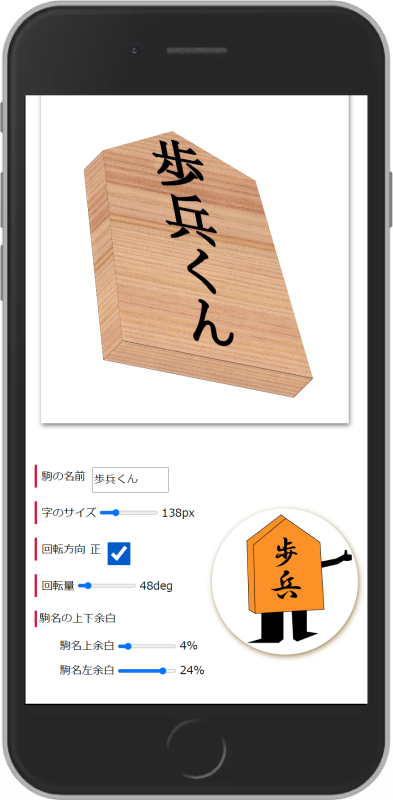 歩兵くん
駒の名前 歩兵くん
字のサイズ 138px
回転方向 正
回転量 48deg
駒名の上下余白
駒名上余白 4%
駒名左余白 24%
歩兵